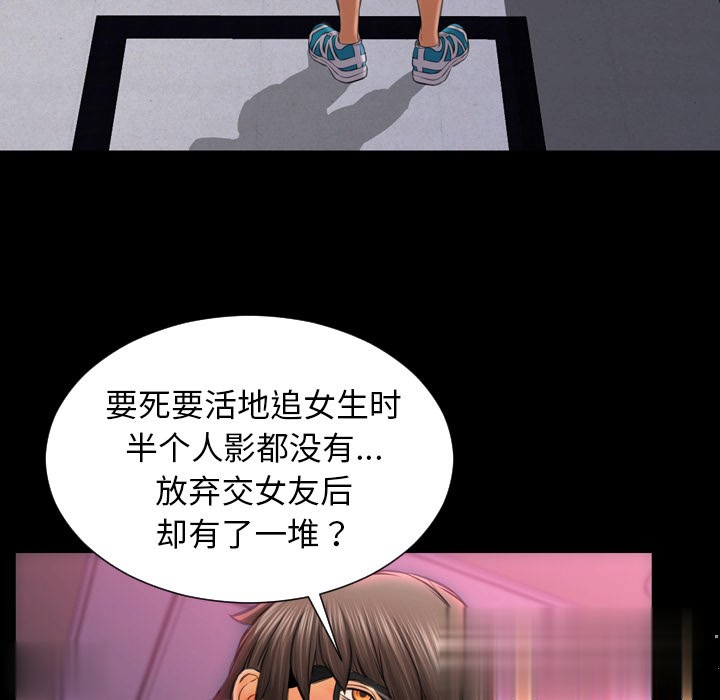 要死要活地追女生时
半个人影都没有...
放弃交女友后
却有了一堆？